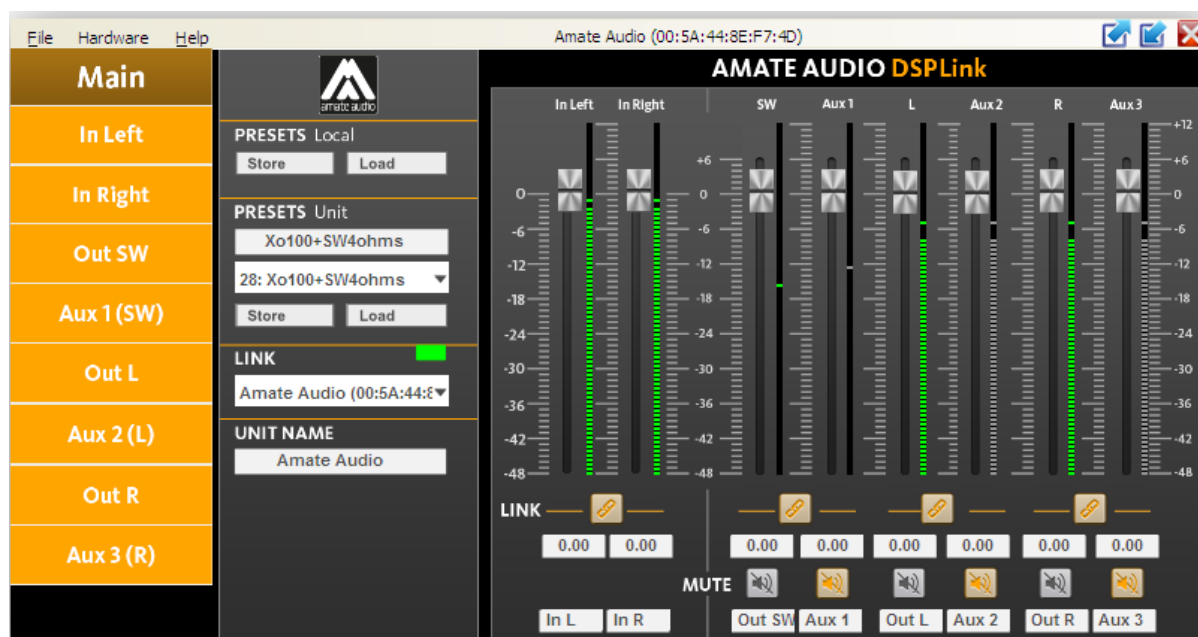 File Hardware Help Amate Audio (00:5A:44:8E:F7:4D)
Main
In Left
In Right
Out SW
Aux 1 (SW)
Out L
Aux 2 (L)
Out R
Aux 3 (R)
amate audio
PRESETS Local
Store Load
PRESETS Unit
Xo100+SW4ohms
28: Xo100+SW4ohms
Store Load
LINK
Amate Audio (00:5A:44:8
UNIT NAME
Amate Audio
AMATE AUDIO DSPLink
In Left In Right SW Aux 1 L Aux 2 R Aux 3
+12
+6 +6
0 0 0
-6 -6 -6
-12 -12 -12
-18 -18 -18
-24 -24 -24
-30 -30 -30
-36 -36 -36
-42 -42 -42
-48 -48 -48
LINK
0.00 0.00 0.00 0.00 0.00 0.00 0.00 0.00
MUTE
In L In R Out SW Aux 1 Out L Aux 2 Out R Aux 3